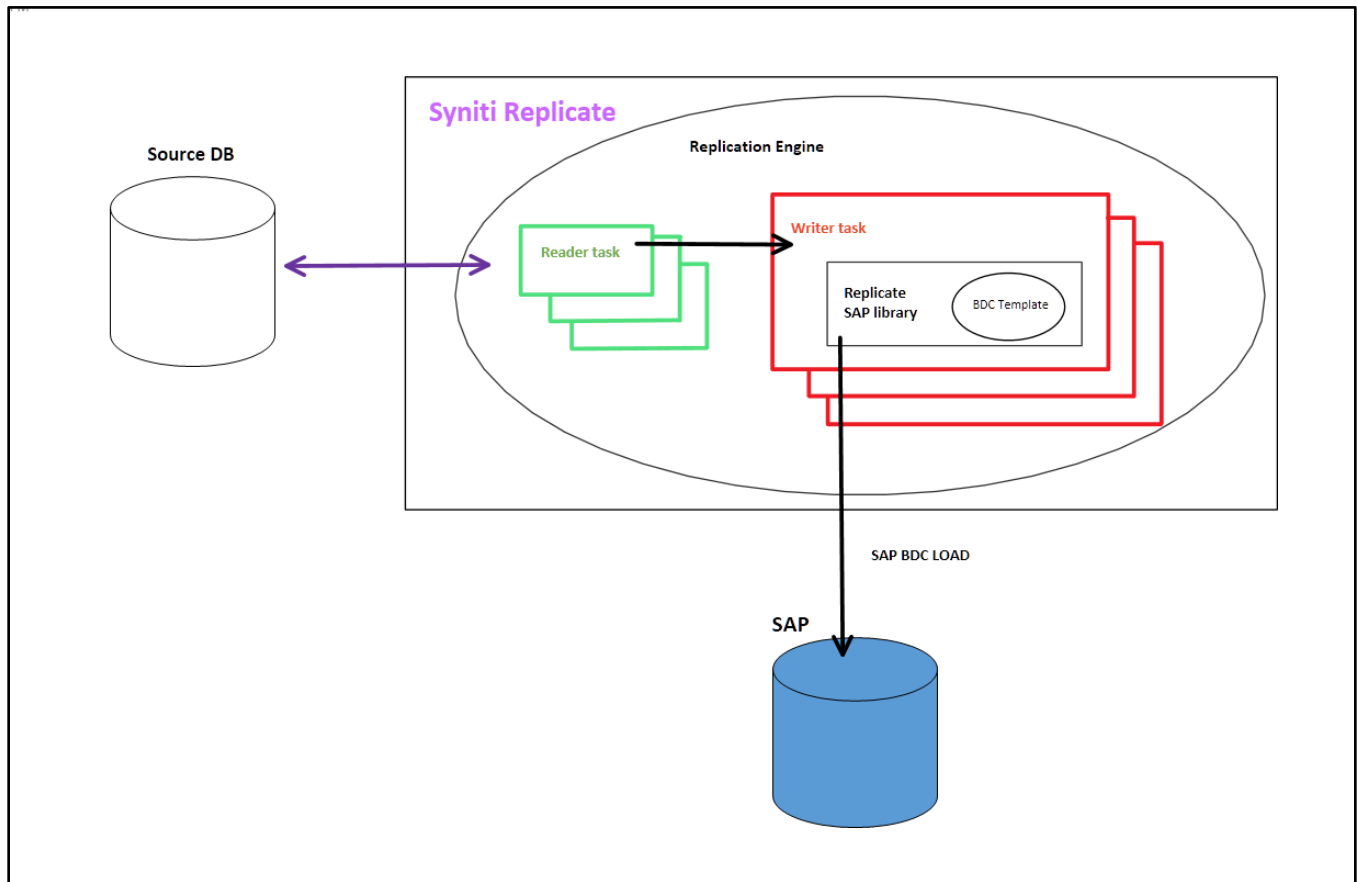 Syniti Replicate
Replication Engine
Source DB
Writer task
Reader task
Replicate
SAP library
BDC Template
SAP BDC LOAD
SAP